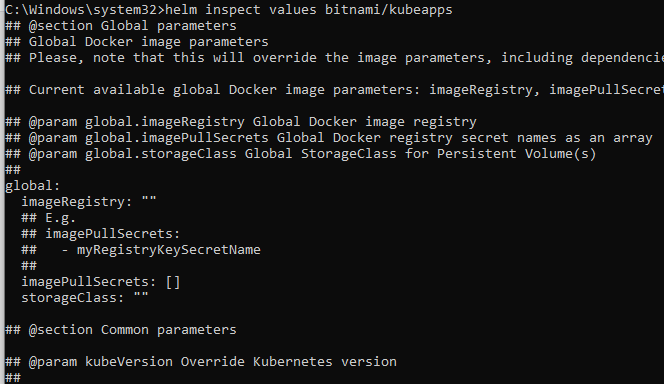 C:\Windows\system32>helm inspect values bitnami/kubeapps
## @section Global parameters
## Global Docker image parameters
## Please, note that this will override the image parameters, including dependencie
## Current available global Docker image parameters: imageRegistry, imagePullSecret
## @param global.imageRegistry Global Docker image registry
## @param global.imagePullSecrets Global Docker registry secret names as an array
## @param global.storageClass Global StorageClass for Persistent Volume(s)
##
global:
  imageRegistry: ""
  ## E.g.
  ## imagePullSecrets:
  ##   - myRegistryKeySecretName
  ##
  imagePullSecrets: []
  storageClass: ""
## @section Common parameters
## @param kubeVersion Override Kubernetes version
##